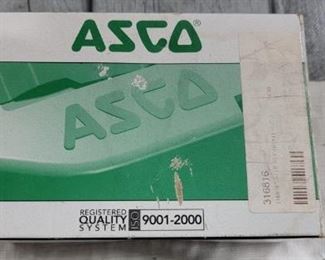 ASCO®
ASCO
REGISTERED
QUALITY
SYSTEM
ISO
9001-2000
316816